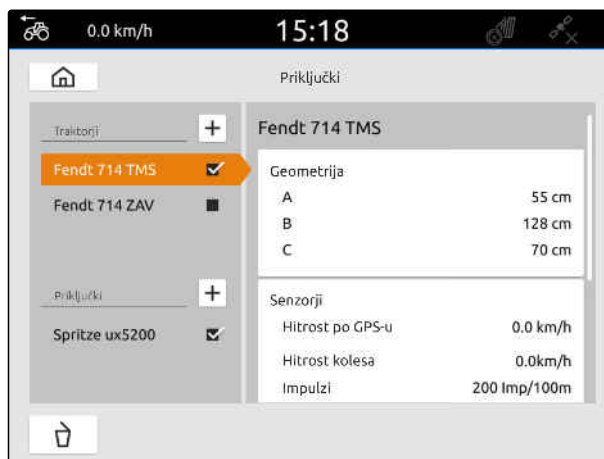 0.0 km/h 15:18
Priključki
Traktorji +
Fendt 714 TMS
Fendt 714 ZAV
Priključki +
Spritze ux5200
Fendt 714 TMS
Geometrija
A 55 cm
B 128 cm
C 70 cm
Senzorji
Hitrost po GPS-u 0.0 km/h
Hitrost kolesa 0.0km/h
Impulzi 200 Imp/100m